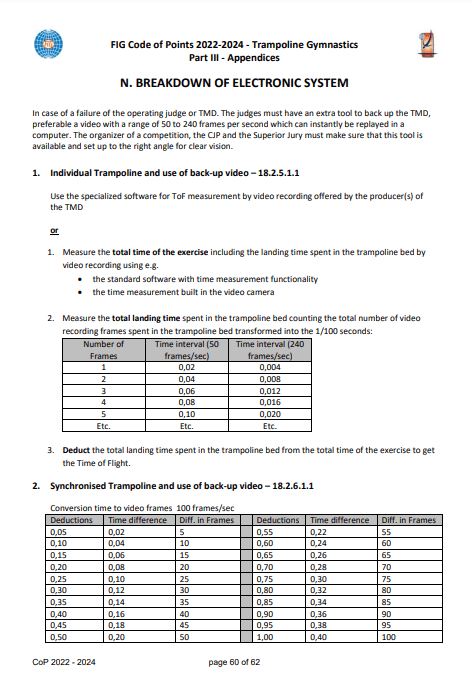 FIG Code of Points 2022-2024 - Trampoline Gymnastics
Part III - Appendices
N. BREAKDOWN OF ELECTRONIC SYSTEM
In case of a failure of the operating judge or TMD. The judges must have an extra tool to back up the TMD,
preferable a video with a range of 50 to 240 frames per second which can instantly be replayed in a
computer. The organizer of a competition, the CJP and the Superior Jury must make sure that this tool is
available and set up to the right angle for clear vision.
1. Individual Trampoline and use of back-up video – 18.2.5.1.1
Use the specialized software for ToF measurement by video recording offered by the producer(s) of
the TMD
or
1. Measure the total time of the exercise including the landing time spent in the trampoline bed by
video recording using e.g.
• the standard software with time measurement functionality
• the time measurement built in the video camera
2. Measure the total landing time spent in the trampoline bed counting the total number of video
recording frames spent in the trampoline bed transformed into the 1/100 seconds:
Number of Time interval (50 Time interval (240
Frames frames/sec) frames/sec)
1 0,02 0,004
2 0,04 0,008
3 0,06 0,012
4 0,08 0,016
5 0,10 0,020
Etc. Etc. Etc.
3. Deduct the total landing time spent in the trampoline bed from the total time of the exercise to get
the Time of Flight.
2. Synchronised Trampoline and use of back-up video – 18.2.6.1.1
Conversion time to video frames 100 frames/sec
Deductions Time difference Diff. in Frames Deductions Time difference Diff. in Frames
0,05 0,02 5 0,55 0,22 55
0,10 0,04 10 0,60 0,24 60
0,15 0,06 15 0,65 0,26 65
0,20 0,08 20 0,70 0,28 70
0,25 0,10 25 0,75 0,30 75
0,30 0,12 30 0,80 0,32 80
0,35 0,14 35 0,85 0,34 85
0,40 0,16 40 0,90 0,36 90
0,45 0,18 45 0,95 0,38 95
0,50 0,20 50 1,00 0,40 100
CoP 2022 - 2024 page 60 of 62